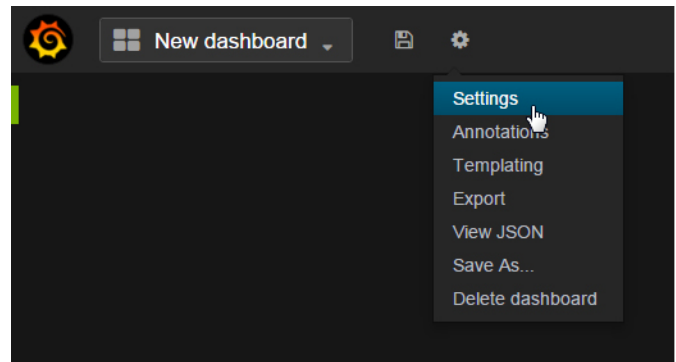 New dashboard
Settings
Annotations
Templating
Export
View JSON
Save As...
Delete dashboard